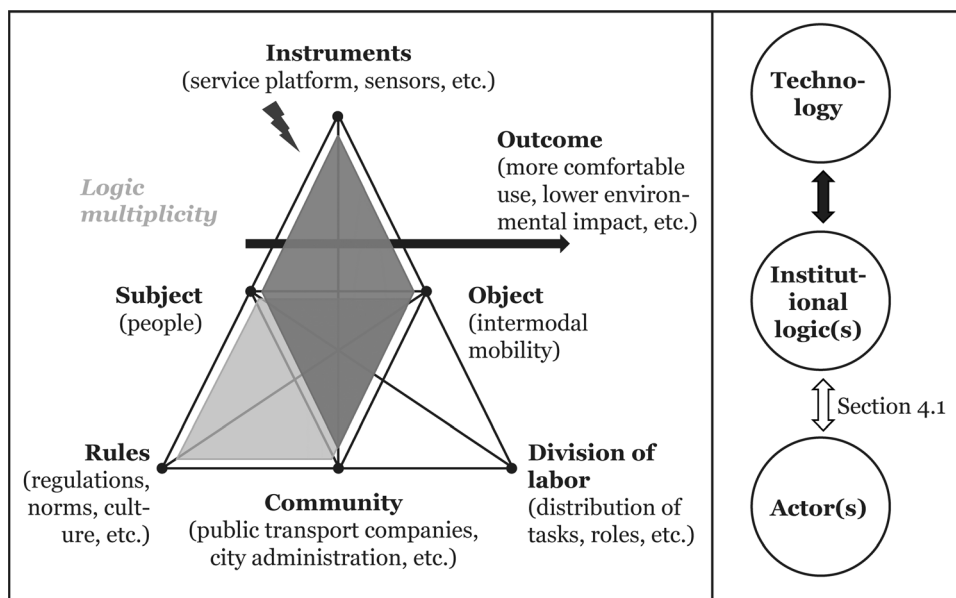 Instruments
(service platform, sensors, etc.)
Logic
multiplicity
Outcome
(more comfortable
use, lower environ-
mental impact, etc.)
Subject
(people)
Object
(intermodal
mobility)
Rules
(regulations,
norms, cult-
ure, etc.)
Community
(public transport companies,
city administration, etc.)
Division of
labor
(distribution of
tasks, roles, etc.)
Techno-
logy
Institut-
ional
logic(s)
Section 4.1
Actor(s)